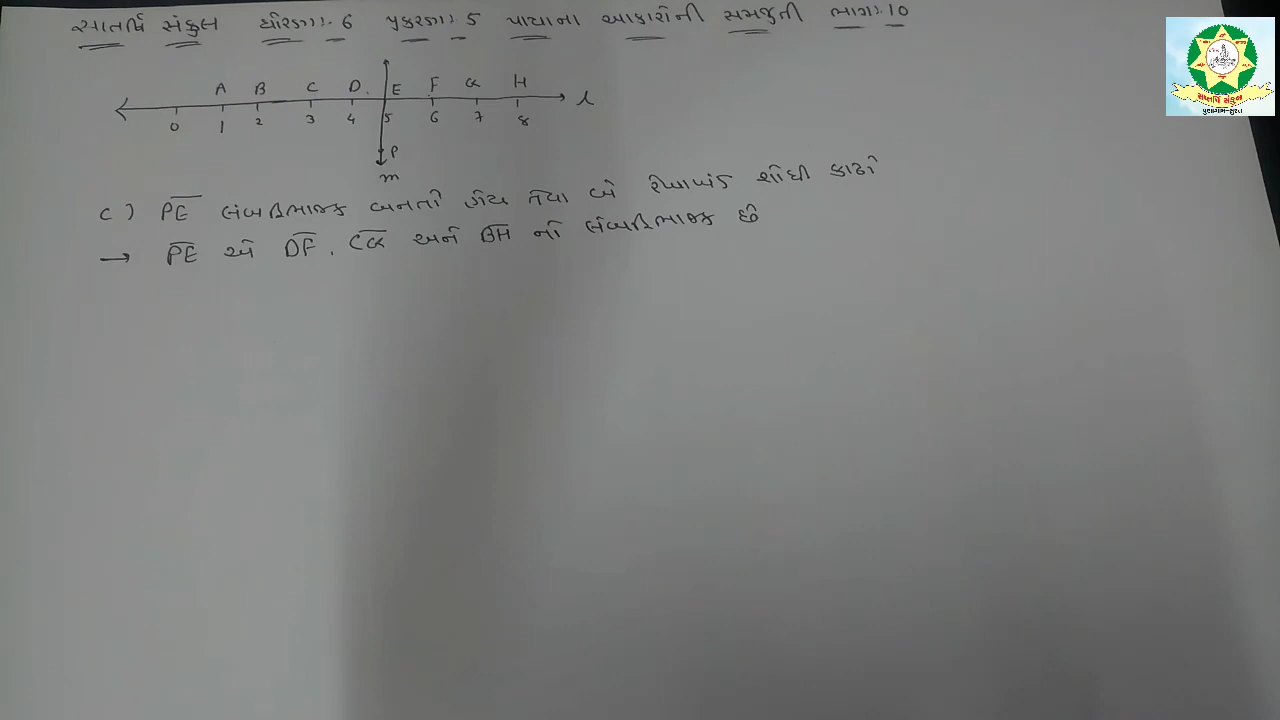 સાતર્ષિ સંકુલ ધોરણ:- 6 પ્રકરણ: 5 પાયાના આકારોની સમજૂતી ભાગ: 10
A B C D E F G H l
0 1 2 3 4 5 6 7 8
P
m
c) PE લંબદ્વિભાજક બનતો હોય તેવા બે રેખાખંડ શોધી કાઢો
→ PE એ DF, CG અને BH નો લંબદ્વિભાજક છે